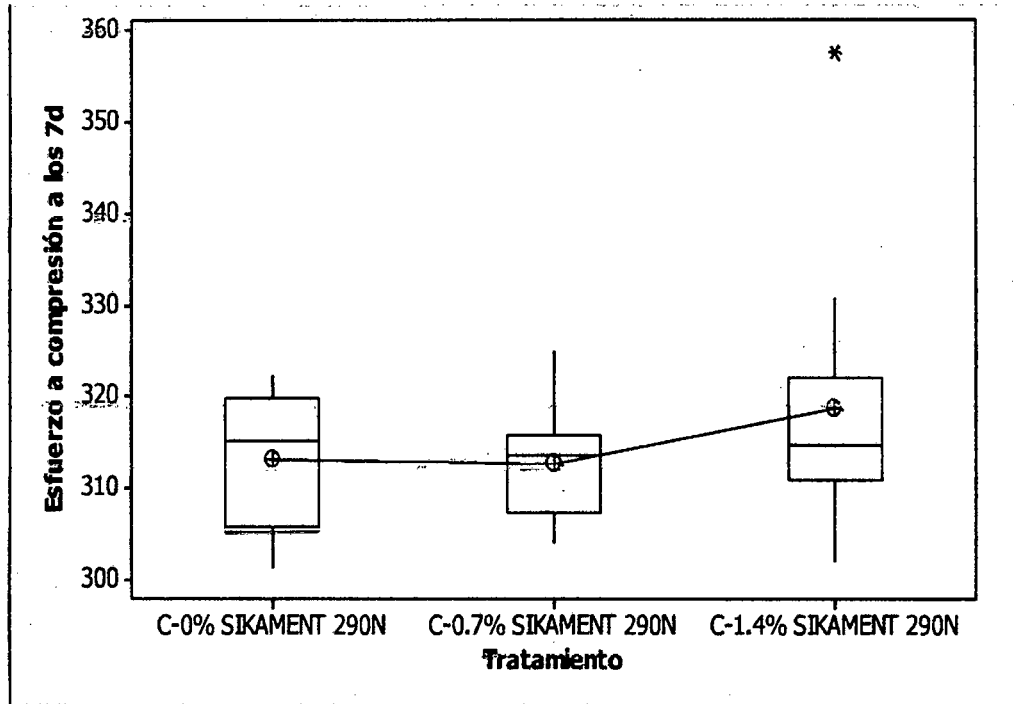 360
350
340
330
320
310
300
Esfuerzo a compresión a los 7d
C-0% SIKAMENT 290N
C-0.7% SIKAMENT 290N
C-1.4% SIKAMENT 290N
Tratamiento